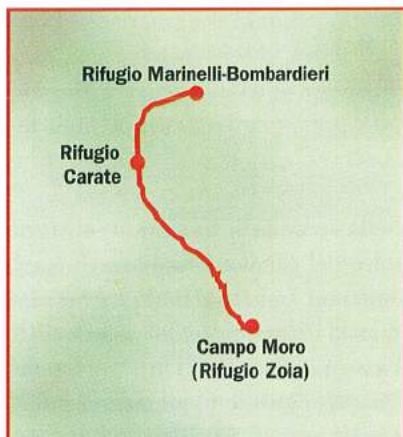 Rifugio Marinelli-Bombardieri
Rifugio
Carate
Campo Moro
(Rifugio Zoia)